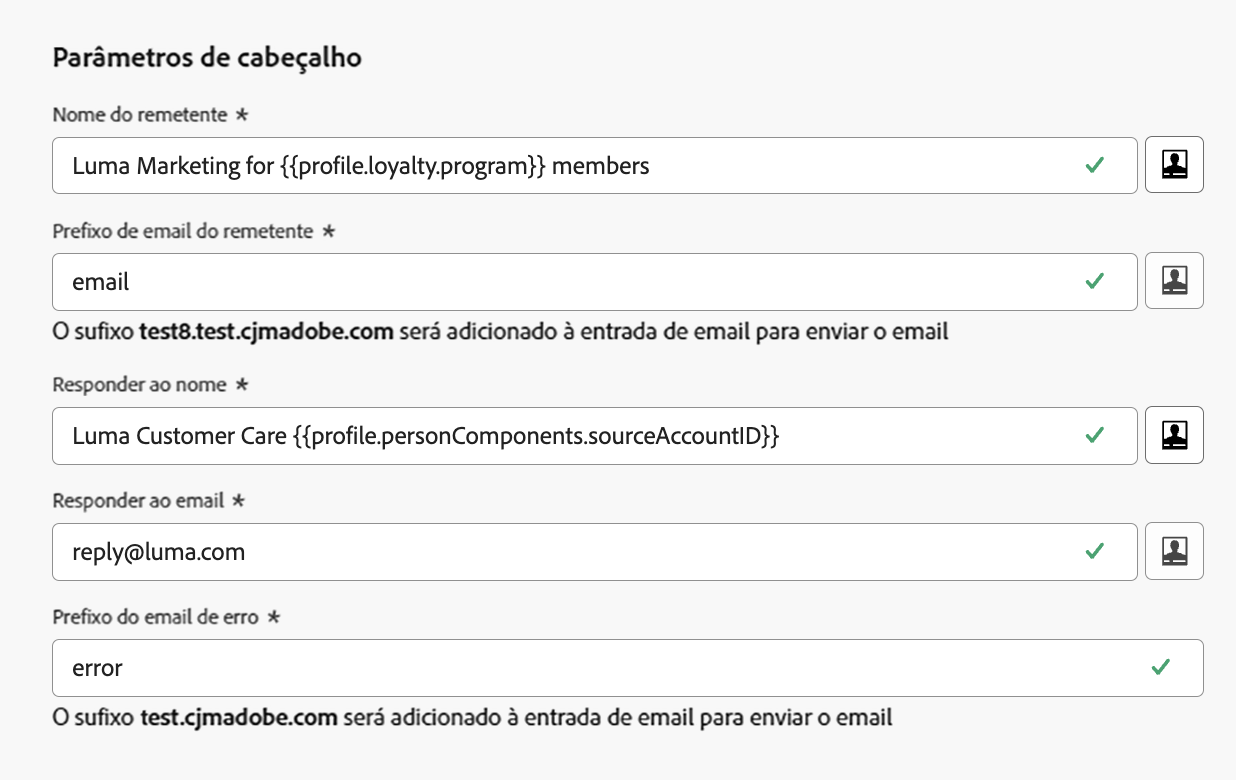 Parâmetros de cabeçalho
Nome do remetente *
Luma Marketing for {{profile.loyalty.program}} members
Prefixo de email do remetente *
email
O sufixo test8.test.cjmadobe.com será adicionado à entrada de email para enviar o email
Responder ao nome *
Luma Customer Care {{profile.personComponents.sourceAccountID}}
Responder ao email *
reply@luma.com
Prefixo do email de erro *
error
O sufixo test.cjmadobe.com será adicionado à entrada de email para enviar o email